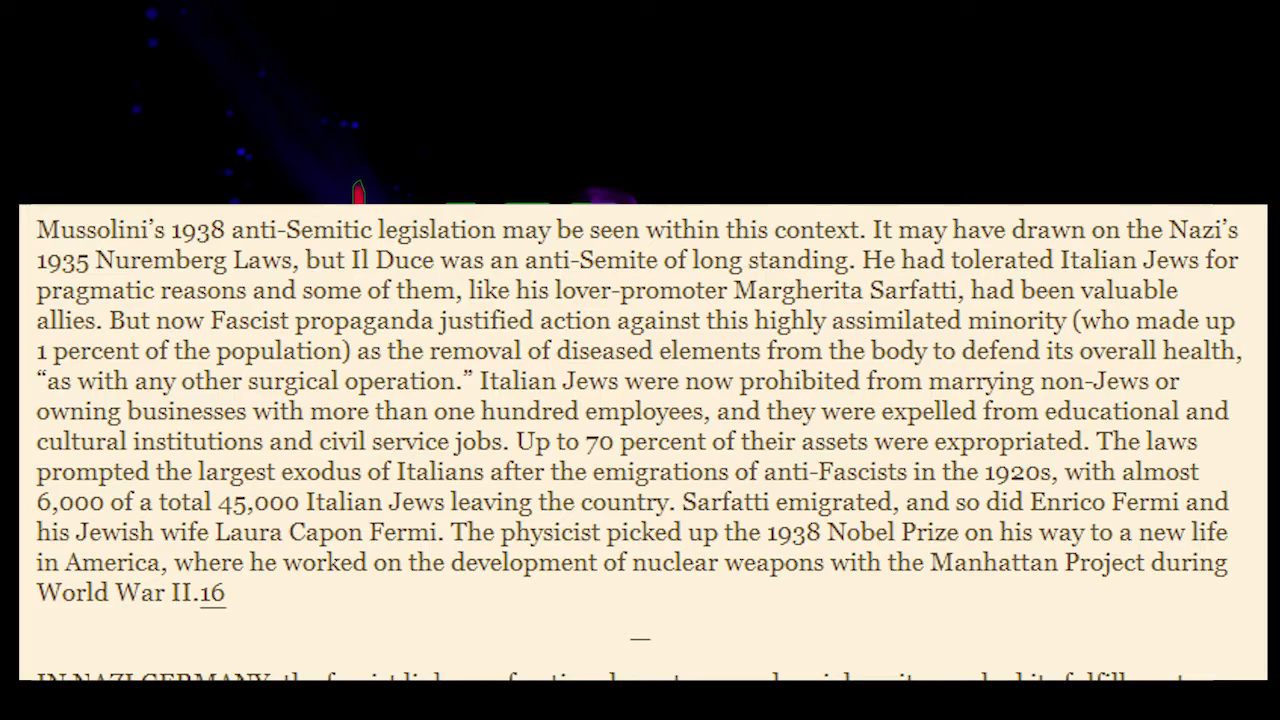 Mussolini’s 1938 anti-Semitic legislation may be seen within this context. It may have drawn on the Nazi’s
1935 Nuremberg Laws, but Il Duce was an anti-Semite of long standing. He had tolerated Italian Jews for
pragmatic reasons and some of them, like his lover-promoter Margherita Sarfatti, had been valuable
allies. But now Fascist propaganda justified action against this highly assimilated minority (who made up
1 percent of the population) as the removal of diseased elements from the body to defend its overall health,
“as with any other surgical operation.” Italian Jews were now prohibited from marrying non-Jews or
owning businesses with more than one hundred employees, and they were expelled from educational and
cultural institutions and civil service jobs. Up to 70 percent of their assets were expropriated. The laws
prompted the largest exodus of Italians after the emigrations of anti-Fascists in the 1920s, with almost
6,000 of a total 45,000 Italian Jews leaving the country. Sarfatti emigrated, and so did Enrico Fermi and
his Jewish wife Laura Capon Fermi. The physicist picked up the 1938 Nobel Prize on his way to a new life
in America, where he worked on the development of nuclear weapons with the Manhattan Project during
World War II.16
—
IN NAZI GERMANY, the fascist